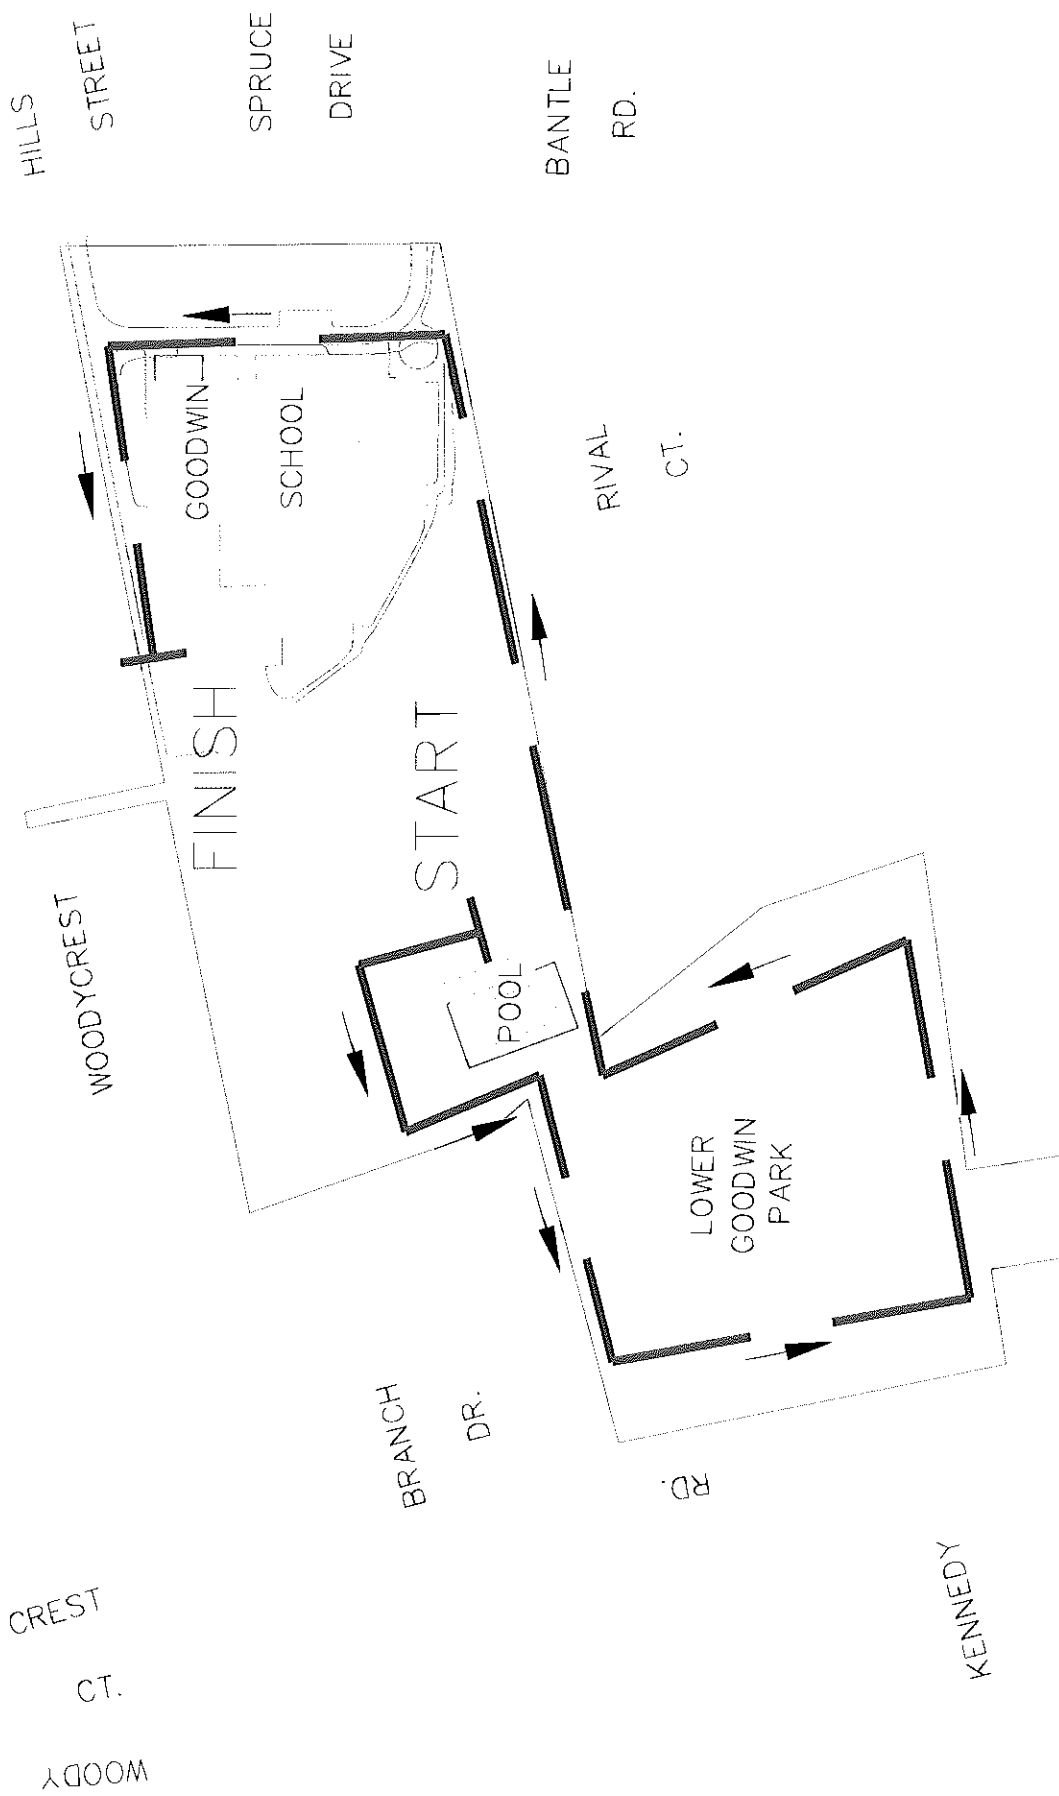 HILLS
STREET
SPRUCE
DRIVE
BANTLE
RD.
GOODWIN
SCHOOL
RIVAL
CT.
FINISH
START
WOODYCREST
POOL
LOWER
GOODWIN
PARK
BRANCH
DR.
RD.
KENNEDY
CREST
CT.
WOODY